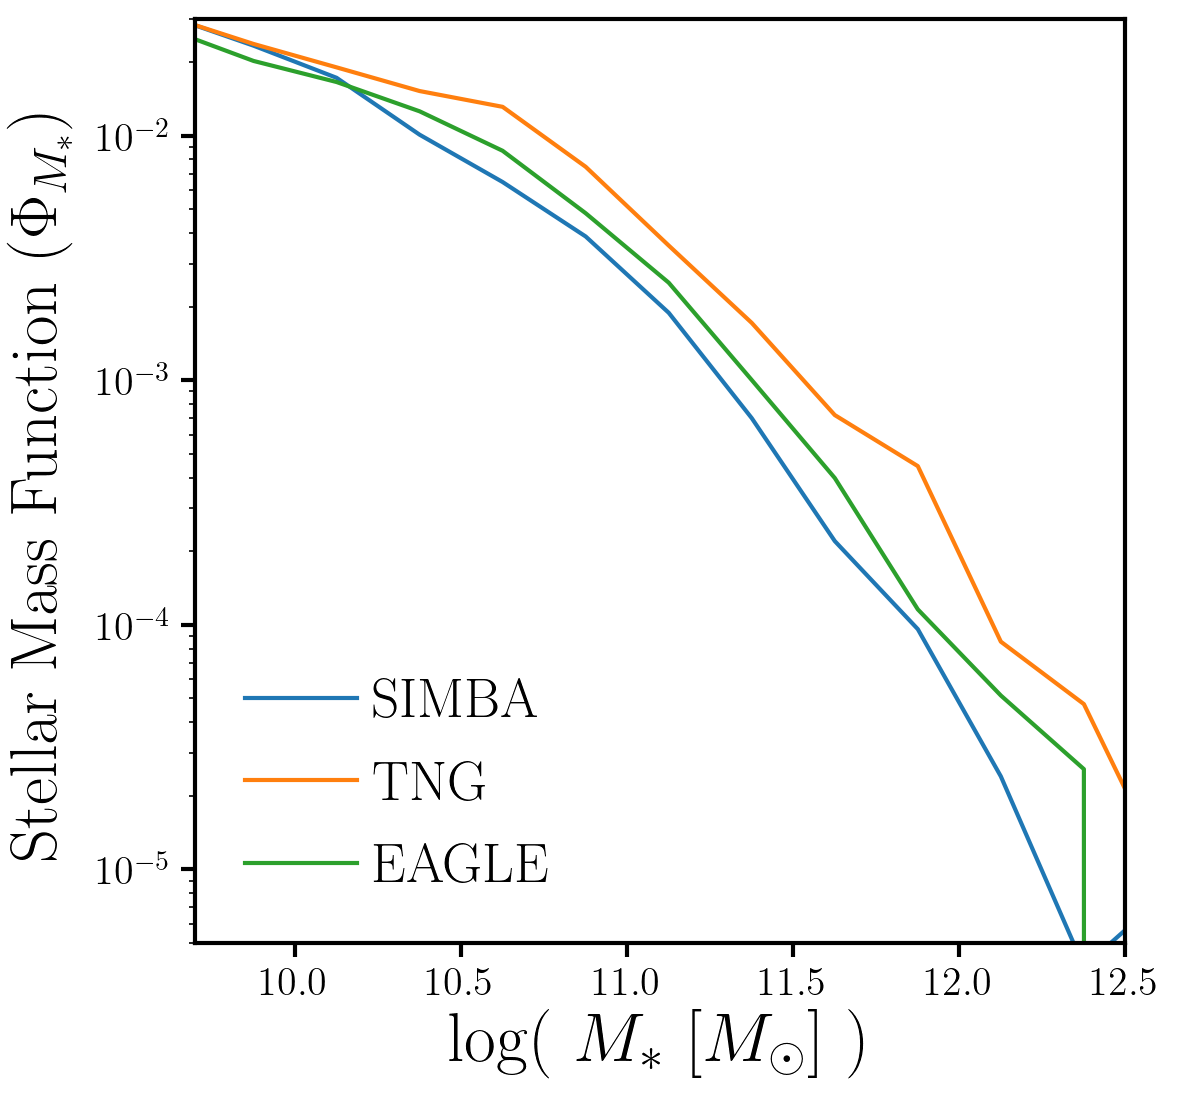 Stellar Mass Function (Φ_{M_*})
10^{-2}
10^{-3}
10^{-4}
10^{-5}
SIMBA
TNG
EAGLE
10.0 10.5 11.0 11.5 12.0 12.5
log( M_* [M_⊙] )